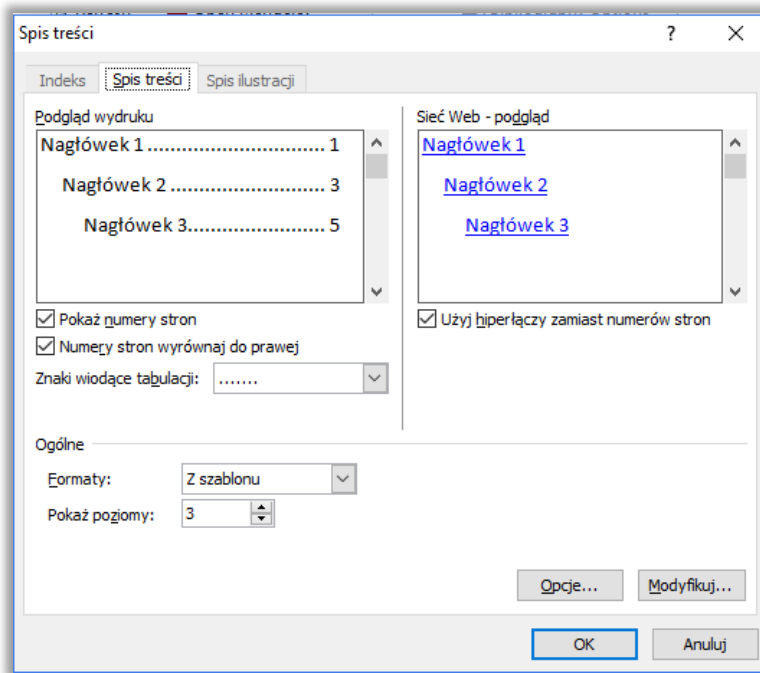 Spis treści ?
Indeks Spis treści Spis ilustracji
Podgląd wydruku
Nagłówek 1 ................................ 1
Nagłówek 2 ............................ 3
Nagłówek 3......................... 5
Pokaż numery stron
Numery stron wyrównaj do prawej
Znaki wiodące tabulacji: .......
Sieć Web - podgląd
Nagłówek 1
Nagłówek 2
Nagłówek 3
Użyj hiperłączy zamiast numerów stron
Ogólne
Formaty: Z szablonu
Pokaż poziomy: 3
Opcje... Modyfikuj...
OK Anuluj